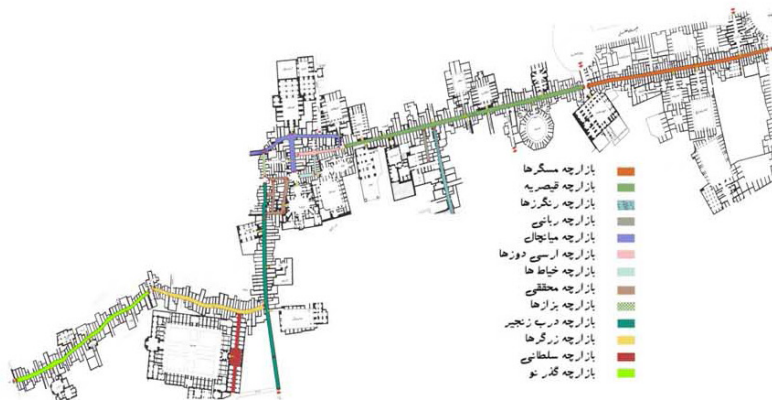 بازارچه مسگرها
بازارچه قیصریه
بازارچه رنگرزها
بازارچه ربانی
بازارچه میانچال
بازارچه ارسی دوزها
بازارچه خیاط ها
بازارچه محققی
بازارچه بزازها
بازارچه درب زنجیر
بازارچه زرگرها
بازارچه سلطانی
بازارچه گذر نو